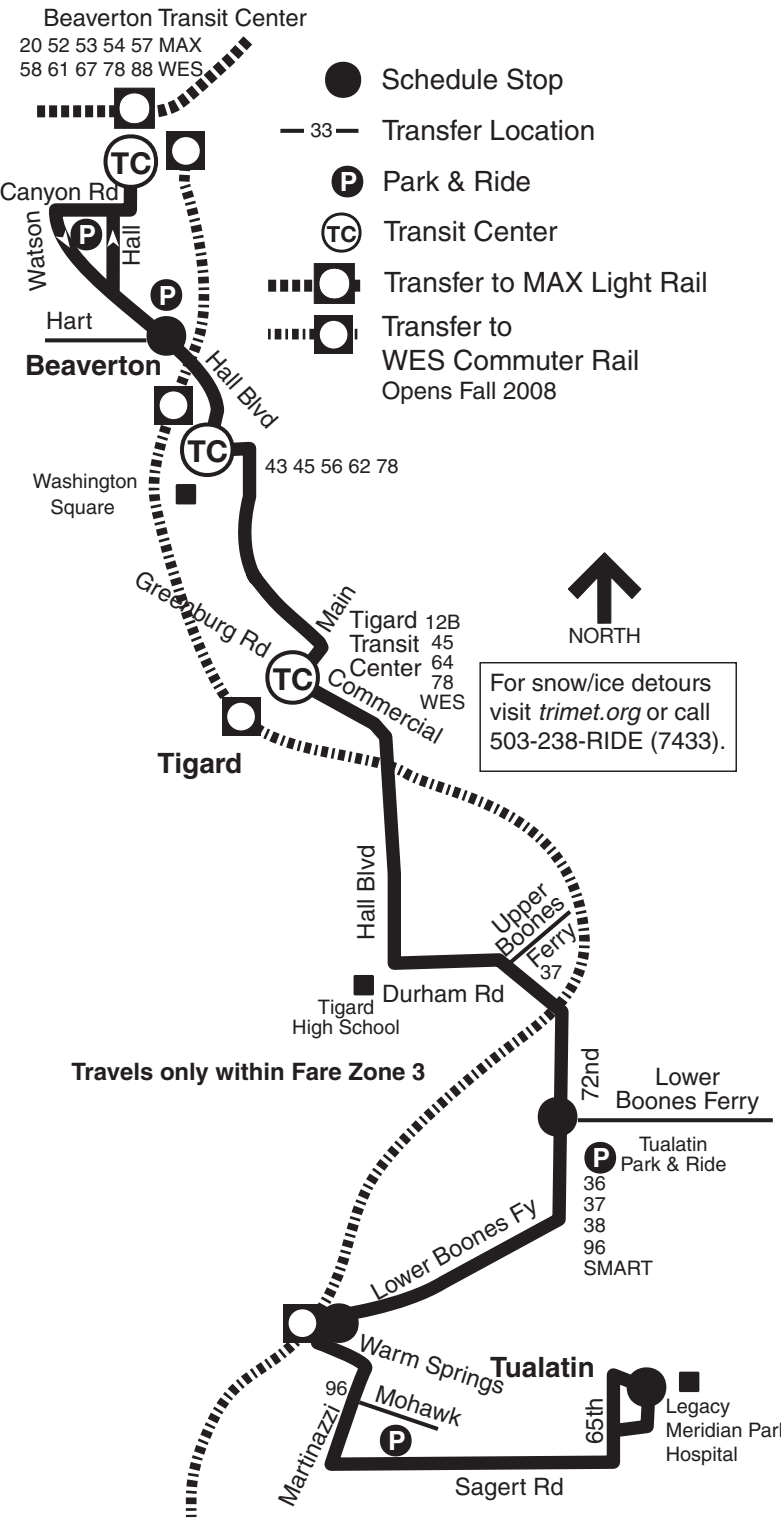 Beaverton Transit Center
20 52 53 54 57 MAX
58 61 67 78 88 WES
TC
Canyon Rd
Watson
P
Hall
P
Hart
Beaverton
Hall Blvd
TC
43 45 56 62 78
Washington
Square
Schedule Stop
33
Transfer Location
P
Park & Ride
TC
Transit Center
Transfer to MAX Light Rail
Transfer to
WES Commuter Rail
Opens Fall 2008
Greenburg Rd
Main
TC
Tigard 12B
Transit 45
Center 64
78
WES
Commercial
Tigard
NORTH
For snow/ice detours
visit trimet.org or call
503-238-RIDE (7433).
Hall Blvd
Upper
Boones
Ferry
37
Durham Rd
Tigard
High School
Travels only within Fare Zone 3
72nd
Lower
Boones Ferry
P
Tualatin
Park & Ride
36
37
38
96
SMART
Lower Boones Fy
Warm Springs
Tualatin
96
Mohawk
P
Martinazzi
65th
Legacy
Meridian Par
Hospital
Sagert Rd